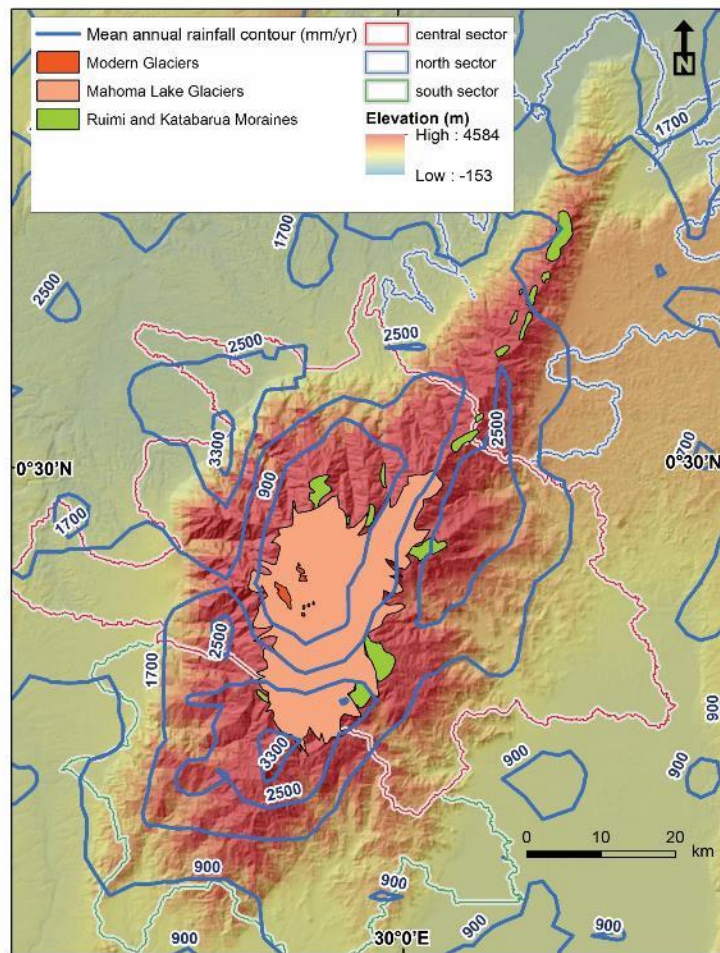 Mean annual rainfall contour (mm/yr)
Modern Glaciers
Mahoma Lake Glaciers
Ruimi and Katabarua Moraines
central sector
north sector
south sector
Elevation (m)
High : 4584
Low : -153
N
1700
1700
2500
2500
2500
3300
900
2500
700
0°30'N
0°30'N
1700
2500
1700
3300
2500
900
900
900
900
900
900
900
0 10 20
km
30°0'E